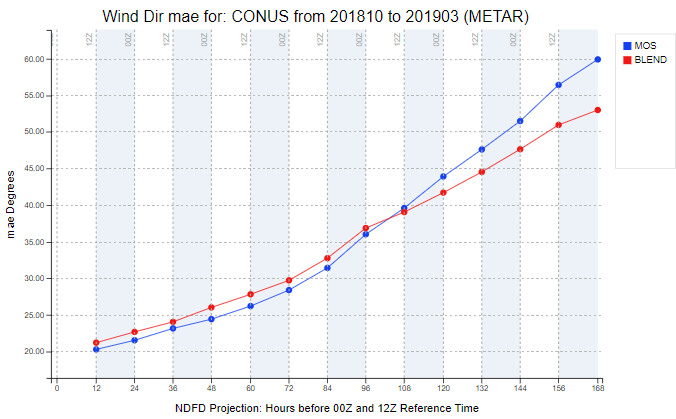 Wind Dir mae for: CONUS from 201810 to 201903 (METAR)
12Z 00Z 12Z 00Z 12Z 00Z 12Z 00Z 12Z 00Z 12Z 00Z 12Z
MOS
BLEND
60.00
55.00
50.00
45.00
40.00
35.00
30.00
25.00
20.00
mae Degrees
0 12 24 36 48 60 72 84 96 108 120 132 144 156 168
NDFD Projection: Hours before 00Z and 12Z Reference Time